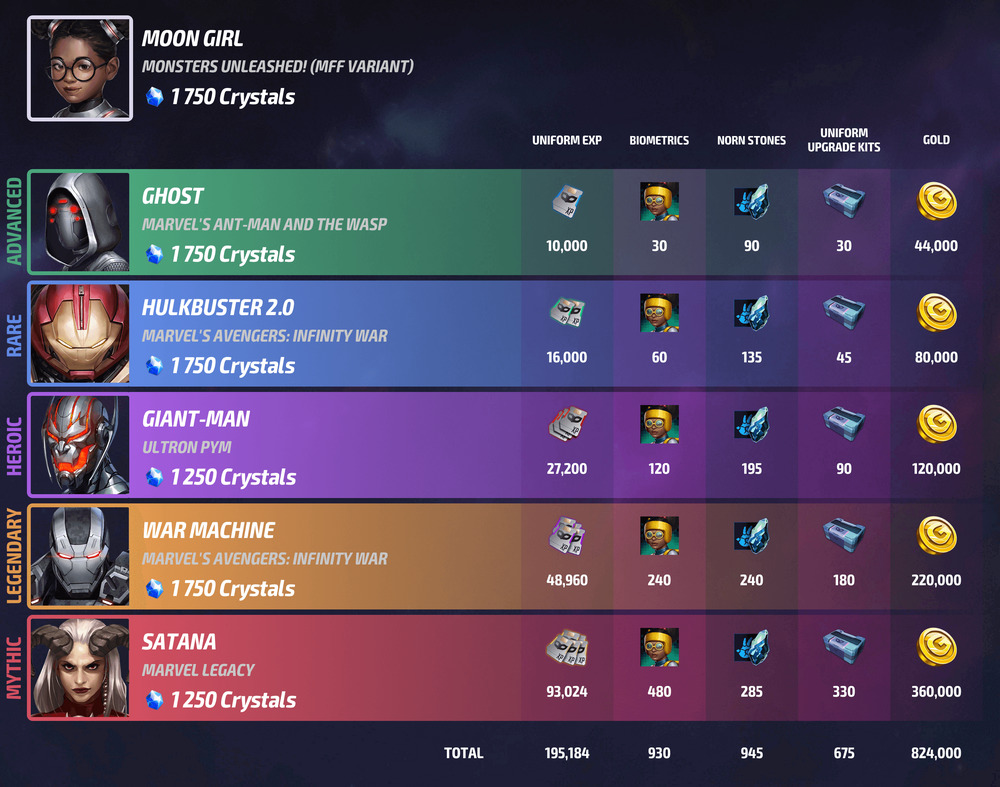 MOON GIRL
MONSTERS UNLEASHED! (MFF VARIANT)
1 750 Crystals
UNIFORM EXP BIOMETRICS NORN STONES UNIFORM UPGRADE KITS GOLD
ADVANCED
GHOST
MARVEL'S ANT-MAN AND THE WASP
1 750 Crystals
10,000 30 90 30 44,000
RARE
HULKBUSTER 2.0
MARVEL'S AVENGERS: INFINITY WAR
1 750 Crystals
16,000 60 135 45 80,000
HEROIC
GIANT-MAN
ULTRON PYM
1 250 Crystals
27,200 120 195 90 120,000
LEGENDARY
WAR MACHINE
MARVEL'S AVENGERS: INFINITY WAR
1 750 Crystals
48,960 240 240 180 220,000
MYTHIC
SATANA
MARVEL LEGACY
1 250 Crystals
93,024 480 285 330 360,000
TOTAL 195,184 930 945 675 824,000